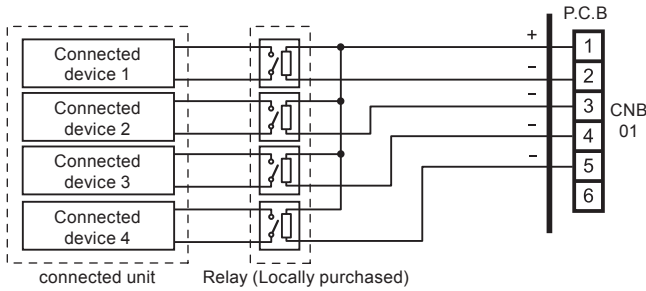 P.C.B
Connected
device 1
Connected
device 2
Connected
device 3
Connected
device 4
+
–
–
–
–
1
2
3
4
5
6
CNB
01
connected unit
Relay (Locally purchased)